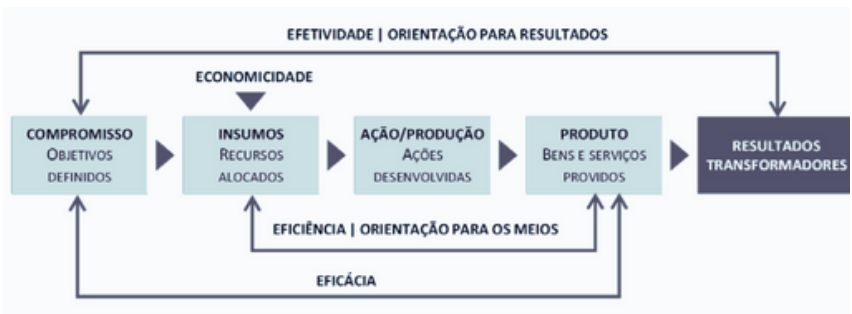 EFETIVIDADE | ORIENTAÇÃO PARA RESULTADOS
ECONOMICIDADE
COMPROMISSO
OBJETIVOS
DEFINIDOS
INSUMOS
RECURSOS
ALOCADOS
AÇÃO/PRODUÇÃO
AÇÕES
DESENVOLVIDAS
PRODUTO
BENS E SERVIÇOS
PROVIDOS
RESULTADOS
TRANSFORMADORES
EFICIÊNCIA | ORIENTAÇÃO PARA OS MEIOS
EFICÁCIA